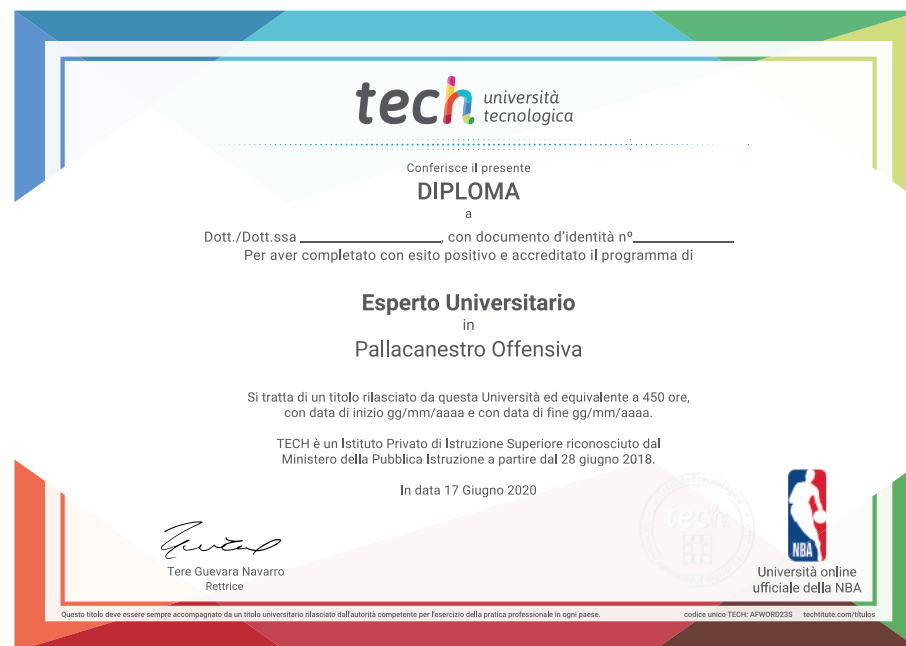 tech università
tecnologica
Conferisce il presente
DIPLOMA
a
Dott./Dott.ssa ____________________, con documento d'identità nº______________
Per aver completato con esito positivo e accreditato il programma di
Esperto Universitario
in
Pallacanestro Offensiva
Si tratta di un titolo rilasciato da questa Università ed equivalente a 450 ore,
con data di inizio gg/mm/aaaa e con data di fine gg/mm/aaaa.
TECH è un Istituto Privato di Istruzione Superiore riconosciuto dal
Ministero della Pubblica Istruzione a partire dal 28 giugno 2018.
In data 17 Giugno 2020
tech
NBA
Tere Guevara Navarro
Rettrice
Università online
ufficiale della NBA
Questo titolo deve essere sempre accompagnato da un titolo universitario rilasciato dall'autorità competente per l'esercizio della pratica professionale in ogni paese.
codice unico TECH: AFWORD23S techtitute.com/titulos